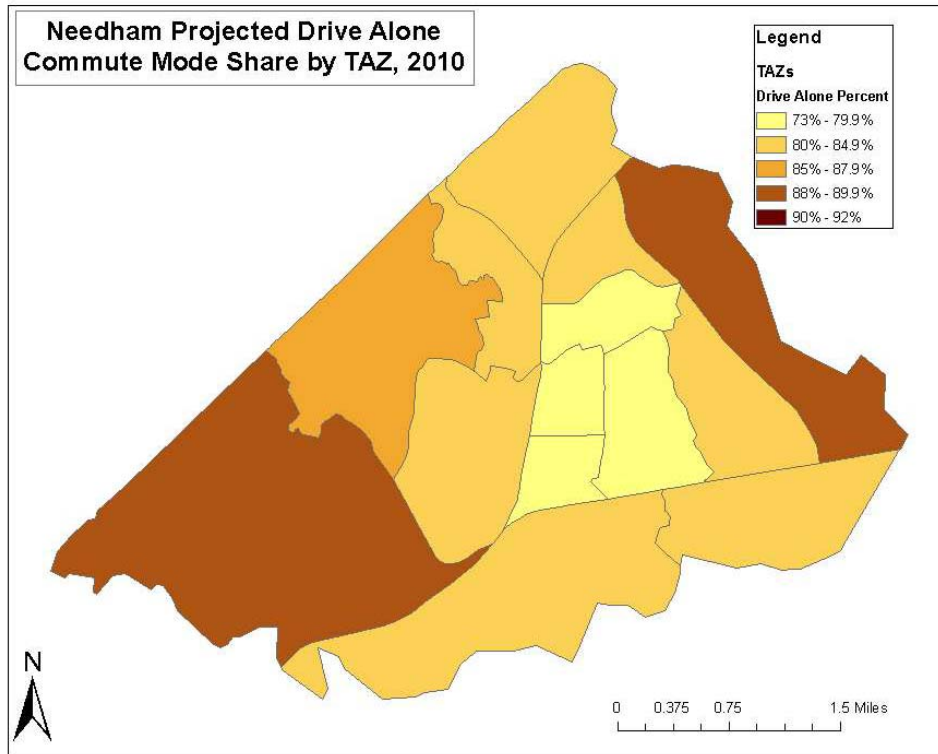 Needham Projected Drive Alone
Commute Mode Share by TAZ, 2010
Legend
TAZs
Drive Alone Percent
73% - 79.9%
80% - 84.9%
85% - 87.9%
88% - 89.9%
90% - 92%
N
0 0.375 0.75 1.5 Miles